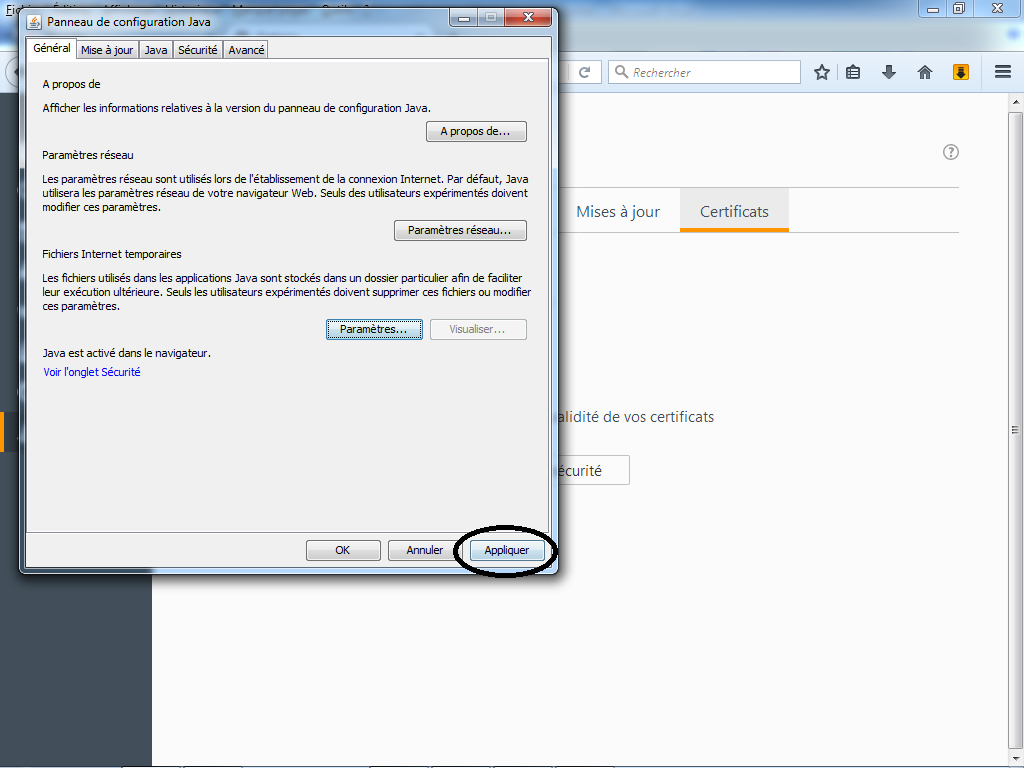 Panneau de configuration Java
Général
Mise à jour
Java
Sécurité
Avancé
A propos de
Afficher les informations relatives à la version du panneau de configuration Java.
A propos de...
Paramètres réseau
Les paramètres réseau sont utilisés lors de l'établissement de la connexion Internet. Par défaut, Java
utilisera les paramètres réseau de votre navigateur Web. Seuls des utilisateurs expérimentés doivent
modifier ces paramètres.
Paramètres réseau...
Fichiers Internet temporaires
Les fichiers utilisés dans les applications Java sont stockés dans un dossier particulier afin de faciliter
leur exécution ultérieure. Seuls les utilisateurs expérimentés doivent supprimer ces fichiers ou modifier
ces paramètres.
Paramètres...
Visualiser...
Java est activé dans le navigateur.
Voir l'onglet Sécurité
OK
Annuler
Appliquer
Rechercher
Mises à jour
Certificats
alidité de vos certificats
écurité